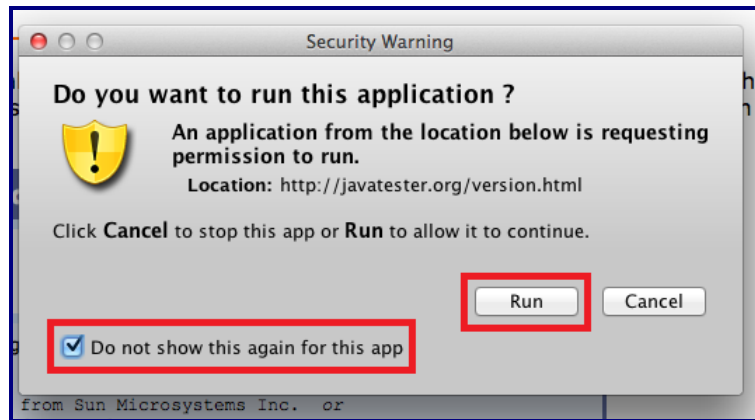 Security Warning
Do you want to run this application ?
An application from the location below is requesting
permission to run.
Location: http://javatester.org/version.html
Click Cancel to stop this app or Run to allow it to continue.
Run Cancel
Do not show this again for this app
from Sun Microsystems Inc. or